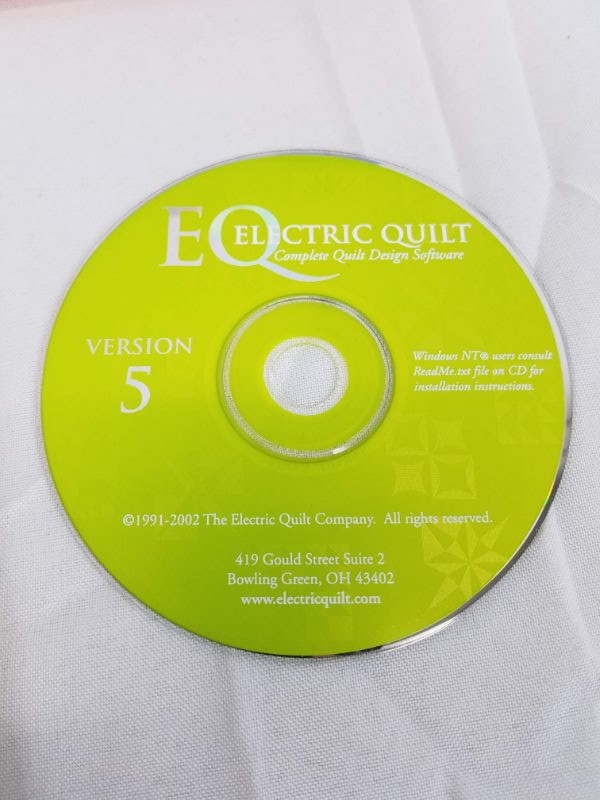 EQ ELECTRIC QUILT
Complete Quilt Design Software
VERSION
5
Windows NT® users consult
ReadMe.txt file on CD for
installation instructions.
©1991-2002 The Electric Quilt Company. All rights reserved.
419 Gould Street Suite 2
Bowling Green, OH 43402
www.electricquilt.com